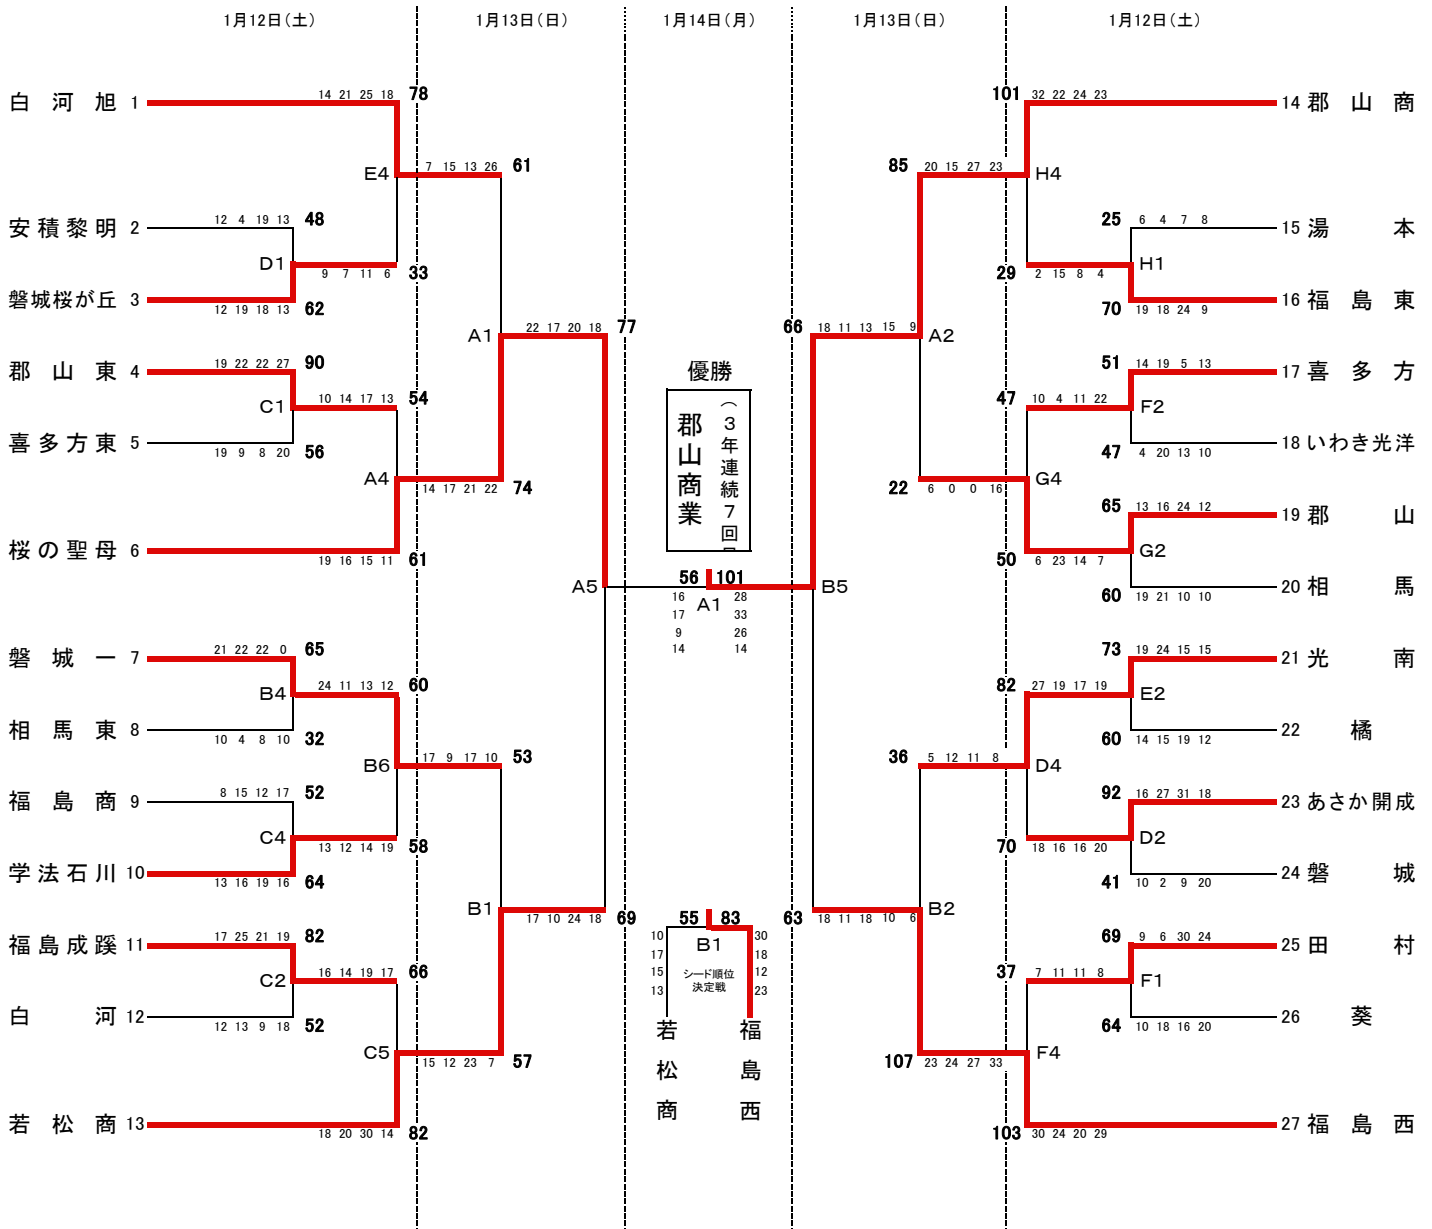 1月12日(土) 1月13日(日) 1月14日(月) 1月13日(日) 1月12日(土)
白河旭 1
14 21 25 18 78
E4
7 15 13 26 61
安積黎明 2
12 4 19 13 48
D1
9 7 11 6 33
磐城桜が丘 3
12 19 18 13 62
A1
22 17 20 18 77
郡山東 4
19 22 22 27 90
C1
10 14 17 13 54
喜多方東 5
19 9 8 20 56
A4
14 17 21 22 74
桜の聖母 6
19 16 15 11 61
A5
磐城一 7
21 22 22 0 65
B4
24 11 13 12 60
相馬東 8
10 4 8 10 32
B6
17 9 17 10 53
福島商 9
8 15 12 17 52
C4
13 12 14 19 58
学法石川 10
13 16 19 16 64
B1
17 10 24 18 69
福島成蹊 11
17 25 21 19 82
C2
16 14 19 17 66
白河 12
12 13 9 18 52
C5
15 12 23 7 57
若松商 13
18 20 30 14 82
優勝
(3年連続7回
郡山商業
56 101
A1
16 28
17 33
9 26
14 14
55 83
B1
シード順位
決定戦
10 30
17 18
15 12
13 23
若松商
福島西
101 32 22 24 23
14 郡山商
H4
85 20 15 27 23
25 6 4 7 8
15 湯本
H1
29 2 15 8 4
70 19 18 24 9
16 福島東
A2
66 18 11 13 15 9
51 14 19 5 13
17 喜多方
F2
47 10 4 11 22
47 4 20 13 10
18 いわき光洋
G4
22 6 0 0 16
65 13 16 24 12
19 郡山
G2
50 6 23 14 7
60 19 21 10 10
20 相馬
B5
73 19 24 15 15
21 光南
E2
82 27 19 17 19
60 14 15 19 12
22 橘
D4
36 5 12 11 8
92 16 27 31 18
23 あさか開成
D2
70 18 16 16 20
41 10 2 9 20
24 磐城
B2
63 18 11 18 10 6
69 9 6 30 24
25 田村
F1
37 7 11 11 8
64 10 18 16 20
26 葵
F4
107 23 24 27 33
103 30 24 20 29
27 福島西